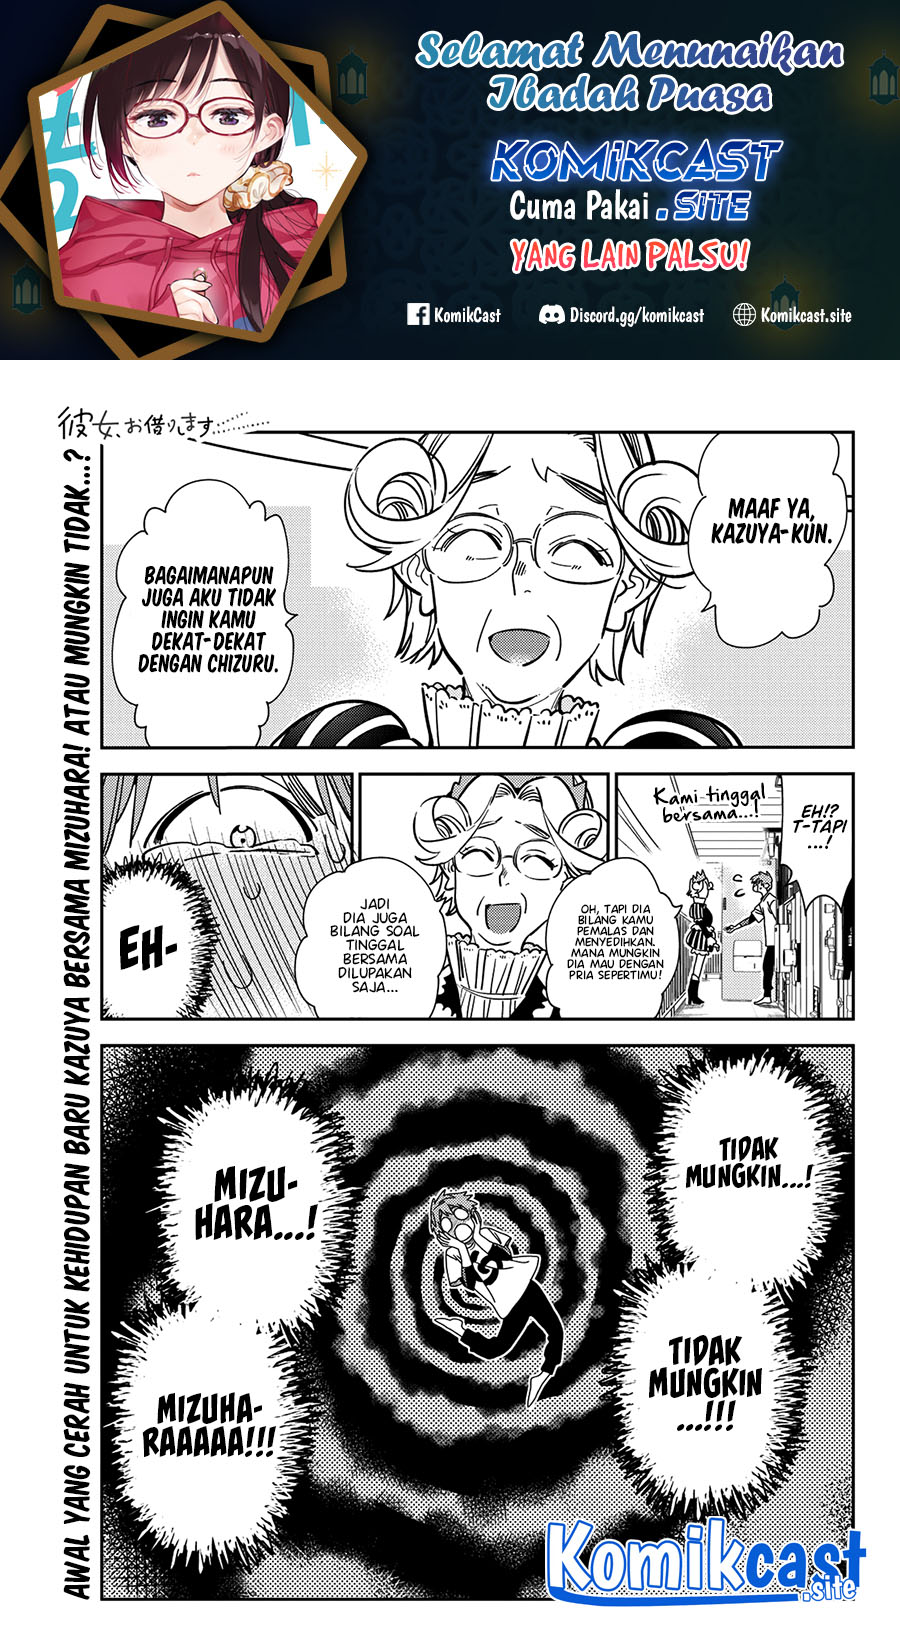 Selamat Menunaikan
Ibadah Puasa
KOMIKCAST
Cuma Pakai .SITE
YANG LAIN PALSU!
KomikCast
Discord.gg/komikcast
Komikcast.site
彼女、お借りします
AWAL YANG CERAH UNTUK KEHIDUPAN BARU KAZUYA BERSAMA MIZUHARA! ATAU MUNGKIN TIDAK...?
MAAF YA,
KAZUYA-KUN.
BAGAIMANAPUN
JUGA AKU TIDAK
INGIN KAMU
DEKAT-DEKAT
DENGAN CHIZURU.
EH!?
T-TAPI
...!
Kami tinggal
bersama...!
OH, TAPI DIA
BILANG KAMU
PEMALAS DAN
MENYEDIHKAN.
MANA MUNGKIN
DIA MAU DENGAN
PRIA SEPERTIMU!
JADI
DIA JUGA
BILANG SOAL
TINGGAL
BERSAMA
DILUPAKAN
SAJA...
EH-
TIDAK
MUNGKIN...!
MIZU-
HARA...!
TIDAK
MUNGKIN
...!!!
MIZUHA-
RAAAAA!!!
Komikcast
.site